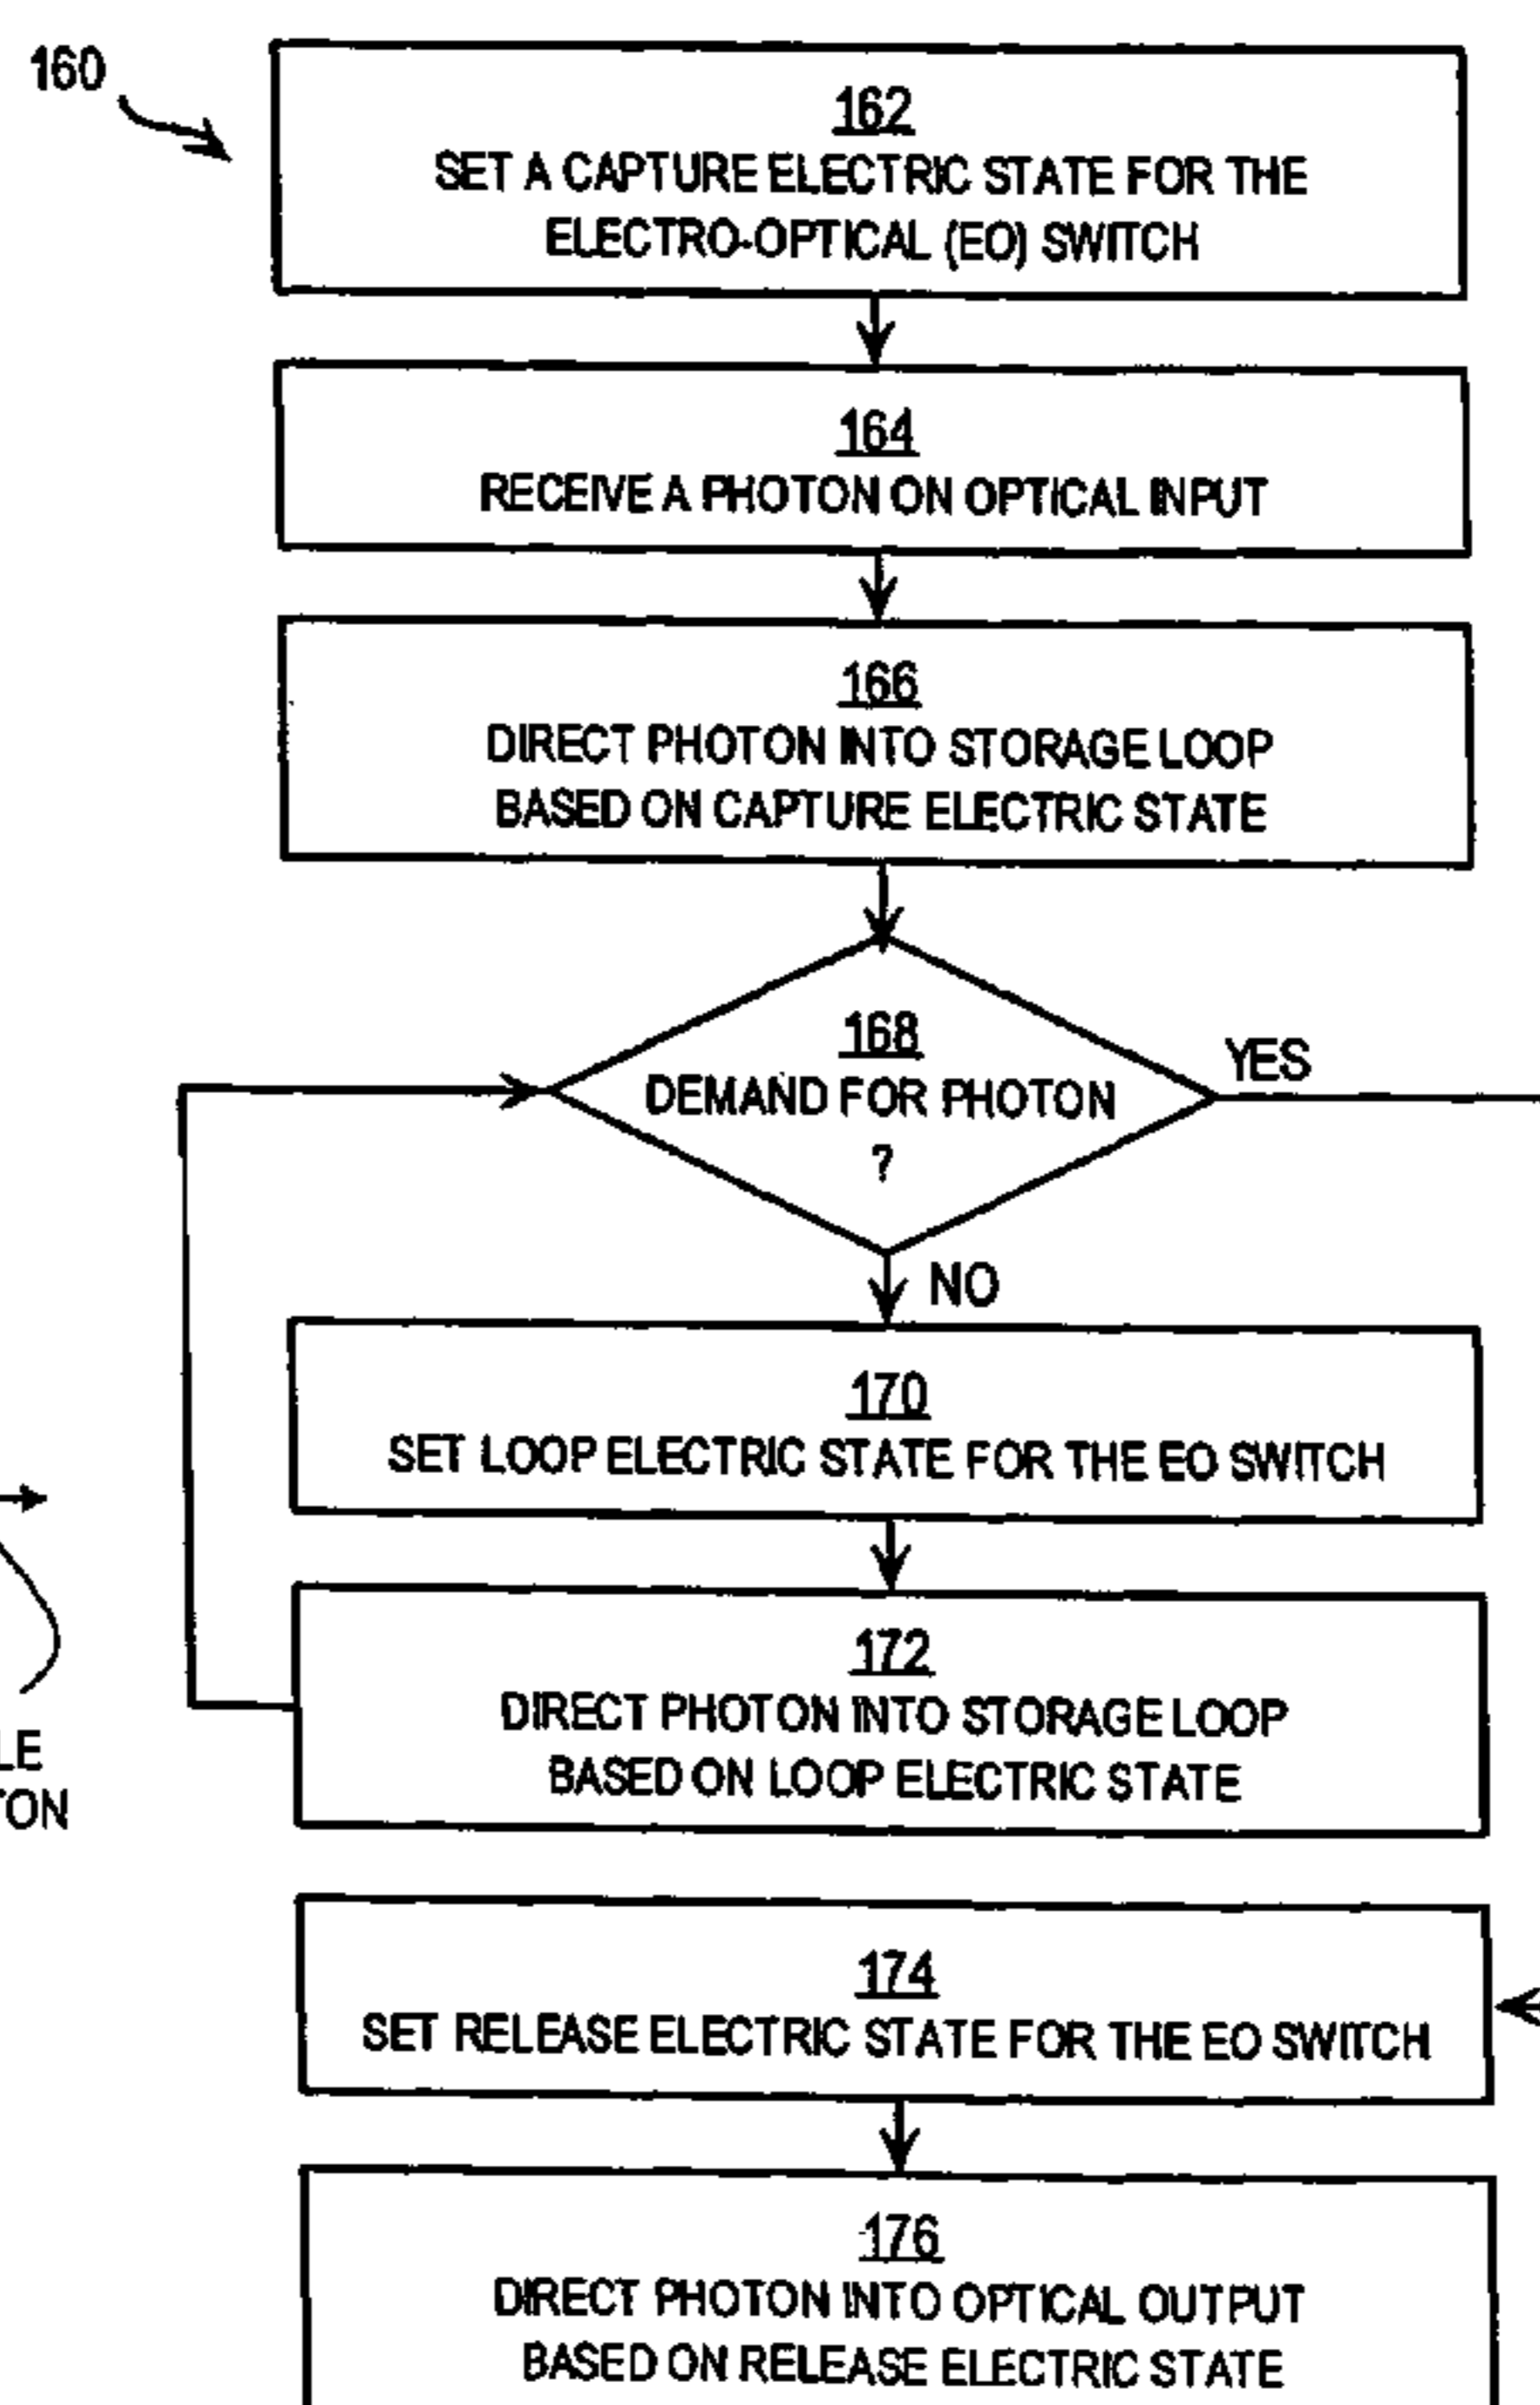 160
162
SET A CAPTURE ELECTRIC STATE FOR THE
ELECTRO-OPTICAL (EO) SWITCH
164
RECEIVE A PHOTON ON OPTICAL INPUT
166
DIRECT PHOTON INTO STORAGE LOOP
BASED ON CAPTURE ELECTRIC STATE
168
DEMAND FOR PHOTON
?
YES
NO
170
SET LOOP ELECTRIC STATE FOR THE EO SWITCH
172
DIRECT PHOTON INTO STORAGE LOOP
BASED ON LOOP ELECTRIC STATE
LE
TON
174
SET RELEASE ELECTRIC STATE FOR THE EO SWITCH
176
DIRECT PHOTON INTO OPTICAL OUTPUT
BASED ON RELEASE ELECTRIC STATE